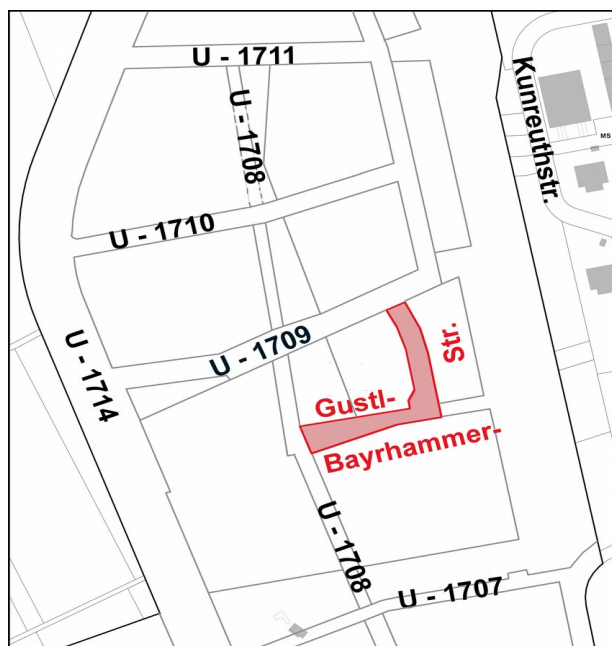 U - 1711
U - 1708
Kunreuthstr.
MS
U - 1710
U - 1709
U - 1714
Gustl-
Bayrhammer-
Str.
U - 1708
U - 1707